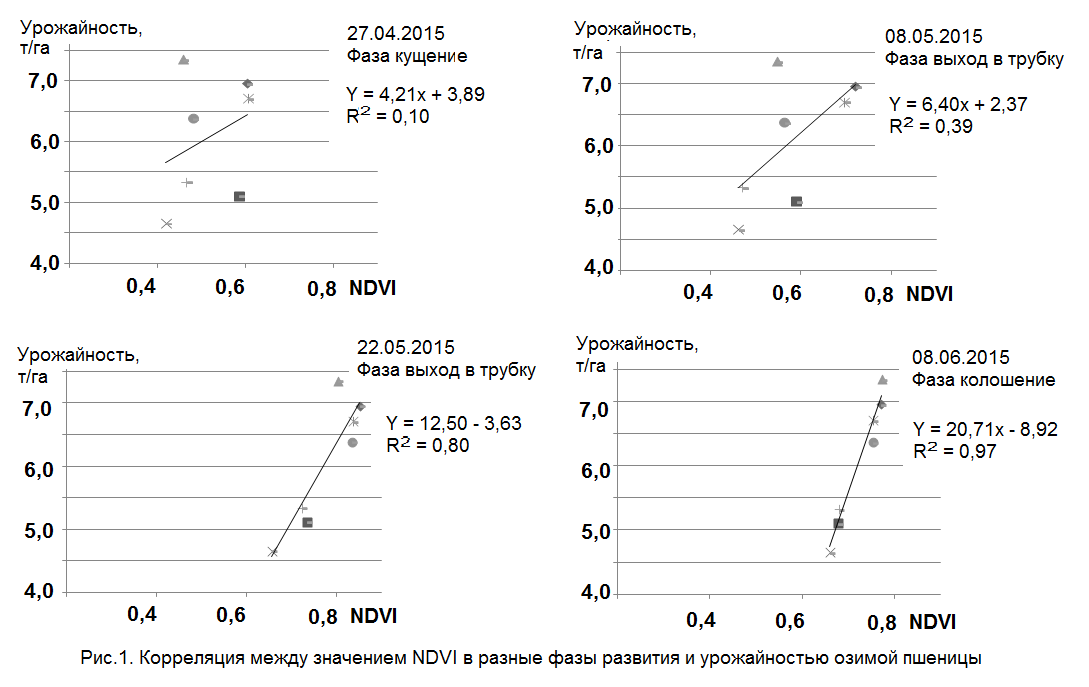 Урожайность,
т/га
27.04.2015
Фаза кущение
Y = 4,21x + 3,89
R² = 0,10
7,0
6,0
5,0
4,0
0,4 0,6 0,8 NDVI
Урожайность,
т/га
08.05.2015
Фаза выход в трубку
Y = 6,40x + 2,37
R² = 0,39
7,0
6,0
5,0
4,0
0,4 0,6 0,8 NDVI
Урожайность,
т/га
22.05.2015
Фаза выход в трубку
Y = 12,50 - 3,63
R² = 0,80
7,0
6,0
5,0
4,0
0,4 0,6 0,8 NDVI
Урожайность,
т/га
08.06.2015
Фаза колошение
Y = 20,71x - 8,92
R² = 0,97
7,0
6,0
5,0
4,0
0,4 0,6 0,8 NDVI
Рис.1. Корреляция между значением NDVI в разные фазы развития и урожайностью озимой пшеницы